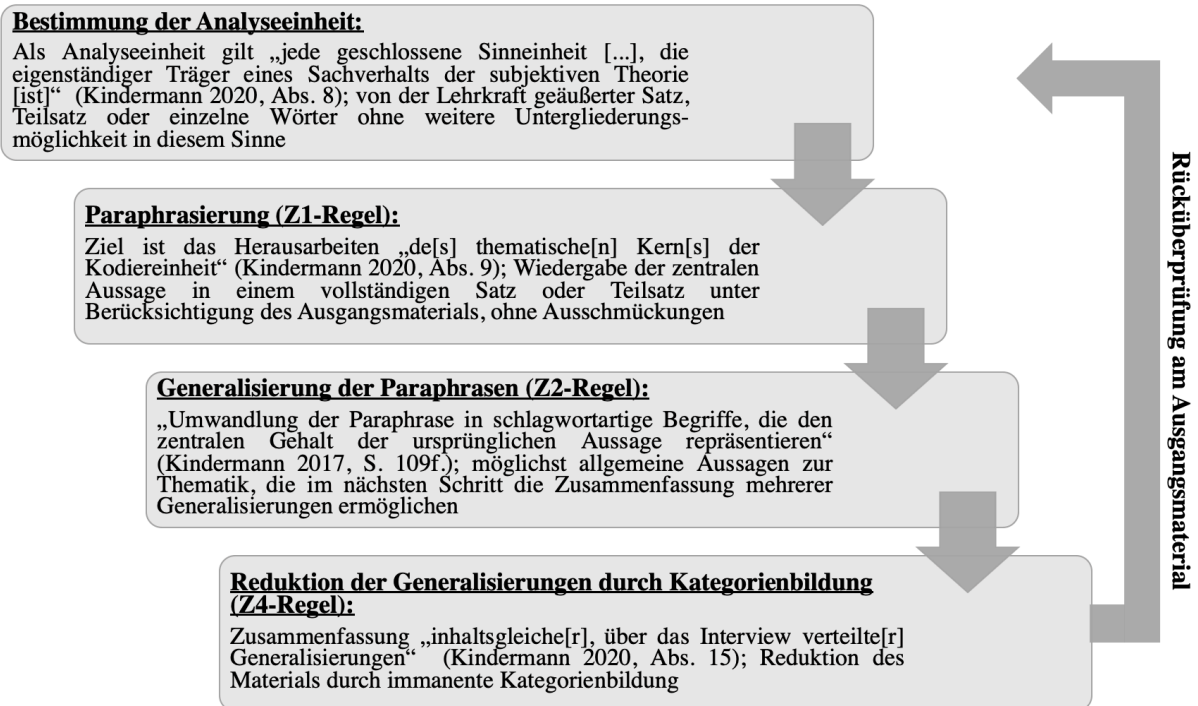 Bestimmung der Analyseeinheit:
Als Analyseeinheit gilt „jede geschlossene Sinneinheit [...], die
eigenständiger Träger eines Sachverhalts der subjektiven Theorie
[ist]“ (Kindermann 2020, Abs. 8); von der Lehrkraft geäußerter Satz,
Teilsatz oder einzelne Wörter ohne weitere Untergliederungs-
möglichkeit in diesem Sinne
Paraphrasierung (Z1-Regel):
Ziel ist das Herausarbeiten „de[s] thematische[n] Kern[s] der
Kodiereinheit“ (Kindermann 2020, Abs. 9); Wiedergabe der zentralen
Aussage in einem vollständigen Satz oder Teilsatz unter
Berücksichtigung des Ausgangsmaterials, ohne Ausschmückungen
Generalisierung der Paraphrasen (Z2-Regel):
„Umwandlung der Paraphrase in schlagwortartige Begriffe, die den
zentralen Gehalt der ursprünglichen Aussage repräsentieren“
(Kindermann 2017, S. 109f.); möglichst allgemeine Aussagen zur
Thematik, die im nächsten Schritt die Zusammenfassung mehrerer
Generalisierungen ermöglichen
Reduktion der Generalisierungen durch Kategorienbildung
(Z4-Regel):
Zusammenfassung „inhaltsgleiche[r], über das Interview verteilte[r]
Generalisierungen“ (Kindermann 2020, Abs. 15); Reduktion des
Materials durch immanente Kategorienbildung
Rücküberprüfung am Ausgangsmaterial